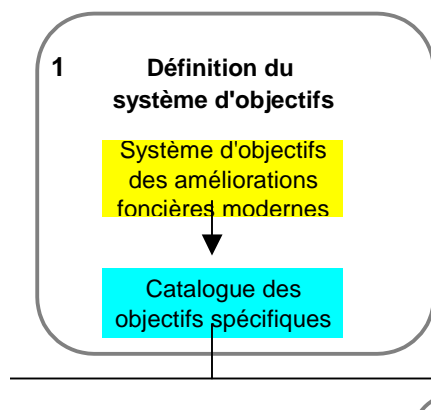 1 Définition du
système d'objectifs
Système d'objectifs
des améliorations
foncières modernes
Catalogue des
objectifs spécifiques